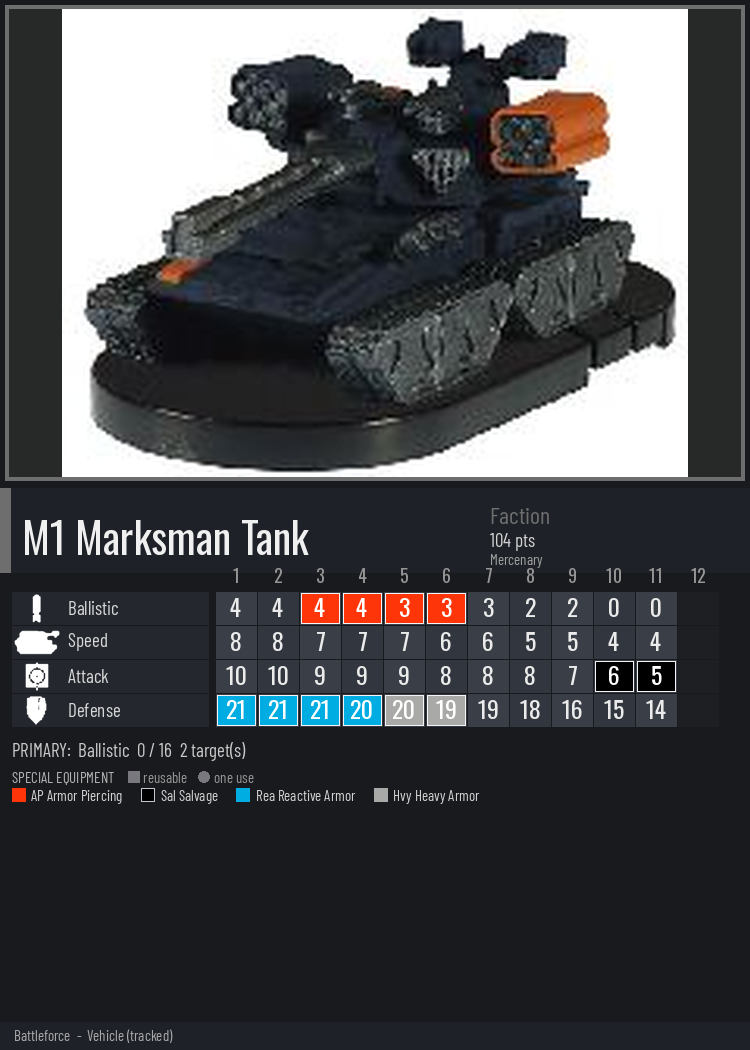 M1 Marksman Tank
Faction
104 pts
Mercenary
1 2 3 4 5 6 7 8 9 10 11 12
Ballistic 4 4 4 4 3 3 3 2 2 0 0
Speed 8 8 7 7 7 6 6 5 5 4 4
Attack 10 10 9 9 9 8 8 8 7 6 5
Defense 21 21 21 20 20 19 19 18 16 15 14
PRIMARY: Ballistic 0 / 16 2 target(s)
SPECIAL EQUIPMENT reusable one use
AP Armor Piercing Sal Salvage Rea Reactive Armor Hvy Heavy Armor
Battleforce - Vehicle (tracked)